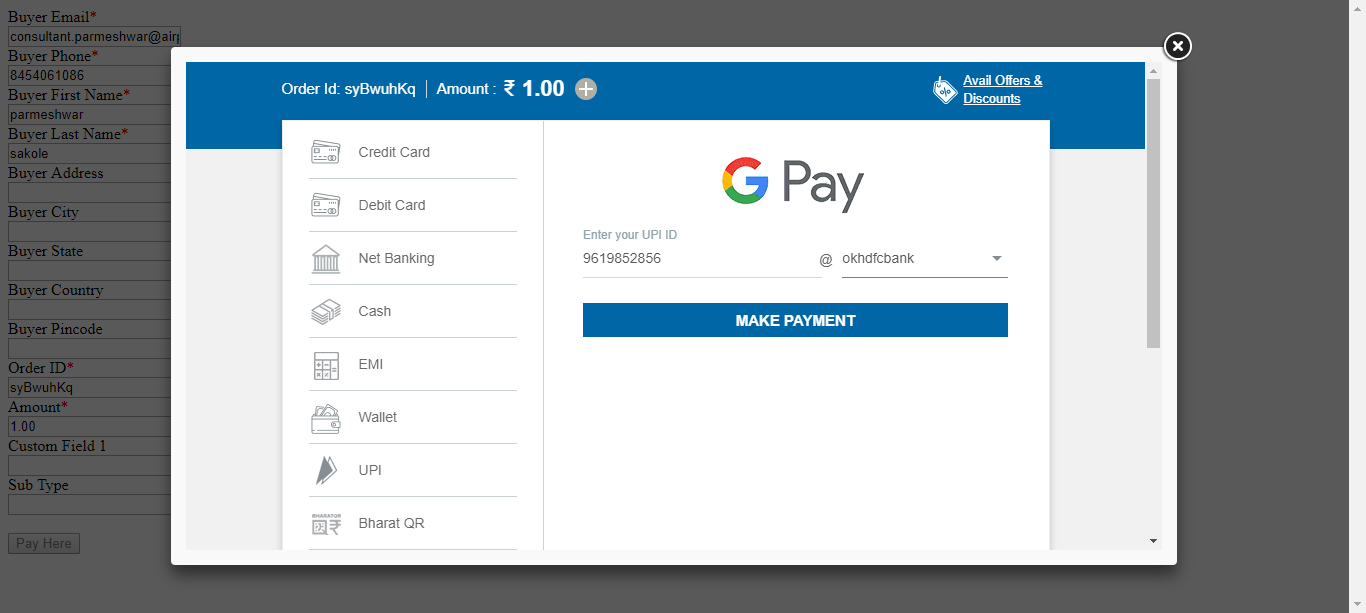 Buyer Email*
consultant.parmeshwar@air
Buyer Phone*
8454061086
Buyer First Name*
parmeshwar
Buyer Last Name*
sakole
Buyer Address
Buyer City
Buyer State
Buyer Country
Buyer Pincode
Order ID*
syBwuhKq
Amount*
1.00
Custom Field 1
Sub Type
Pay Here
Order Id: syBwuhKq | Amount : ₹ 1.00
Avail Offers &
Discounts
Credit Card
Debit Card
Net Banking
Cash
EMI
Wallet
UPI
BHARATQR
Bharat QR
G Pay
Enter your UPI ID
9619852856 @ okhdfcbank
MAKE PAYMENT